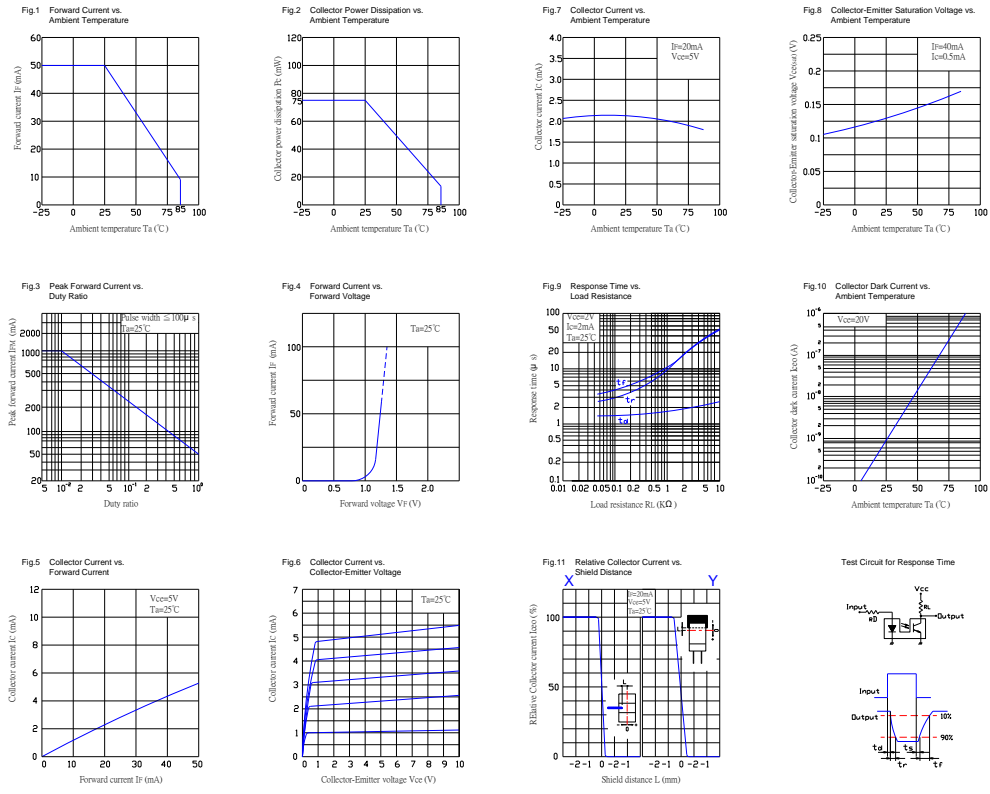 Fig.1 Forward Current vs.
Ambient Temperature
Forward current IF (mA)
60
50
40
30
20
10
0
-25 0 25 50 75 85 100
Ambient temperature Ta (℃)
Fig.2 Collector Power Dissipation vs.
Ambient Temperature
Collector power dissipation Pc (mW)
120
100
80
75
60
40
20
0
-25 0 25 50 75 85 100
Ambient temperature Ta (℃)
Fig.7 Collector Current vs.
Ambient Temperature
Collector current Ic (mA)
IF=20mA
Vce=5V
4.0
3.5
3.0
2.5
2.0
1.5
1.0
0.5
0
-25 0 25 50 75 100
Ambient temperature Ta (℃)
Fig.8 Collector-Emitter Saturation Voltage vs.
Ambient Temperature
Collector-Emitter saturation voltage Vce(sat) (V)
IF=40mA
Ic=0.5mA
0.25
0.2
0.15
0.1
0.05
0
-25 0 25 50 75 100
Ambient temperature Ta (℃)
Fig.3 Peak Forward Current vs.
Duty Ratio
Peak forward current IFM (mA)
Pulse width ≦100μ s
Ta=25℃
2000
1000
500
200
100
50
20
5 10⁻² 2 5 10⁻¹ 2 5 10⁰
Duty ratio
Fig.4 Forward Current vs.
Forward Voltage
Forward current IF (mA)
Ta=25℃
100
50
0
0 0.5 1.0 1.5 2.0
Forward voltage VF (V)
Fig.9 Response Time vs.
Load Resistance
Response time (μ s)
Vce=2V
Ic=2mA
Ta=25℃
100
50
20
10
5
2
1
0.5
0.2
0.1
tf
tr
td
0.01 0.02 0.05 0.1 0.2 0.5 1 2 5 10
Load resistance RL (KΩ )
Fig.10 Collector Dark Current vs.
Ambient Temperature
Collector dark current ICEO (A)
Vce=20V
10⁻⁶
5
2
10⁻⁷
5
2
10⁻⁸
5
2
10⁻⁹
5
2
10⁻¹⁰
-25 0 25 50 75 100
Ambient temperature Ta (℃)
Fig.5 Collector Current vs.
Forward Current
Collector current Ic (mA)
Vce=5V
Ta=25℃
12
10
8
6
4
2
0
0 10 20 30 40 50
Forward current IF (mA)
Fig.6 Collector Current vs.
Collector-Emitter Voltage
Collector current Ic (mA)
Ta=25℃
7
6
5
4
3
2
1
0
0 1 2 3 4 5 6 7 8 9 10
Collector-Emitter voltage Vce (V)
Fig.11 Relative Collector Current vs.
Shield Distance
X Y
RElative Collector current ICEO (%)
IF=20mA
Vce=5V
Ta=25℃
100
50
0
L
0
-2-1 0 -2-1 0 -2-1
Shield distance L (mm)
Test Circuit for Response Time
Vcc
Input
RL
RD
Output
Input
Output
10%
90%
td
ts
tr
tf